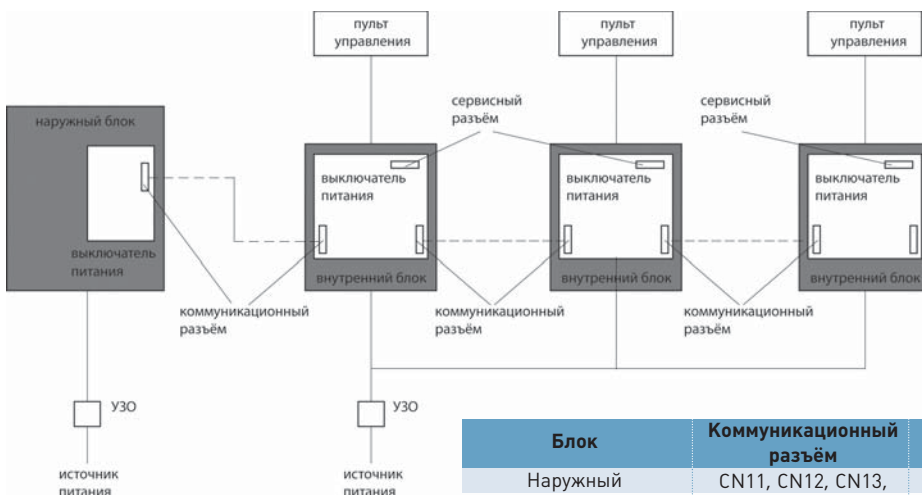 пульт
управления
пульт
управления
пульт
управления
сервисный
разъём
сервисный
разъём
наружный блок
выключатель
питания
выключатель
питания
выключатель
питания
выключатель
питания
внутренний блок
внутренний блок
внутренний блок
коммуникационный
разъём
коммуникационный
разъём
коммуникационный
разъём
УЗО
УЗО
источник
питания
источник
питания
Блок
Коммуникационный
разъём
Наружный
CN11, CN12, CN13,